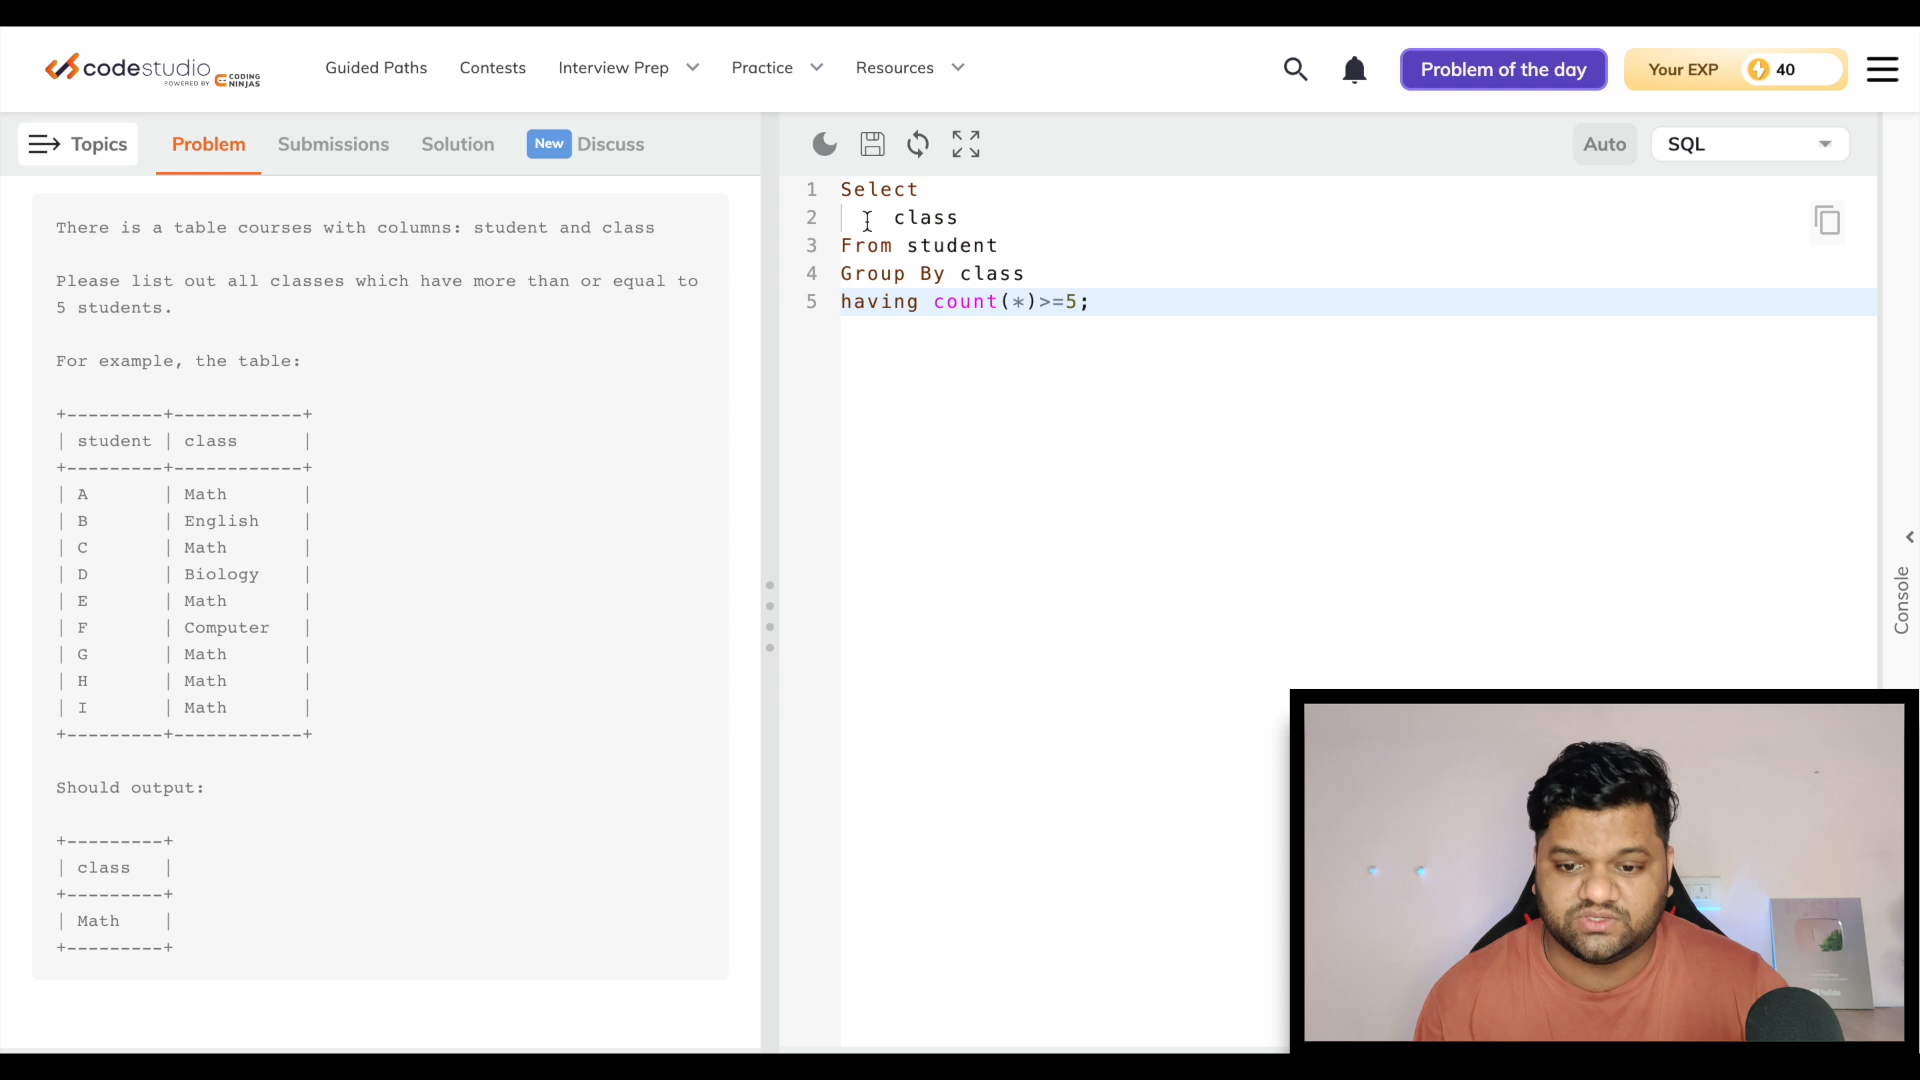 codestudio
POWERED BY CODING NINJAS
Guided Paths
Contests
Interview Prep
Practice
Resources
Problem of the day
Your EXP
40
Topics
Problem
Submissions
Solution
New
Discuss
Auto
SQL
There is a table courses with columns: student and class
Please list out all classes which have more than or equal to
5 students.
For example, the table:
+---------+------------+
| student | class      |
+---------+------------+
| A       | Math       |
| B       | English    |
| C       | Math       |
| D       | Biology    |
| E       | Math       |
| F       | Computer   |
| G       | Math       |
| H       | Math       |
| I       | Math       |
+---------+------------+
Should output:
+---------+
| class   |
+---------+
| Math    |
+---------+
1 Select
2     class
3 From student
4 Group By class
5 having count(*)>=5;
Console